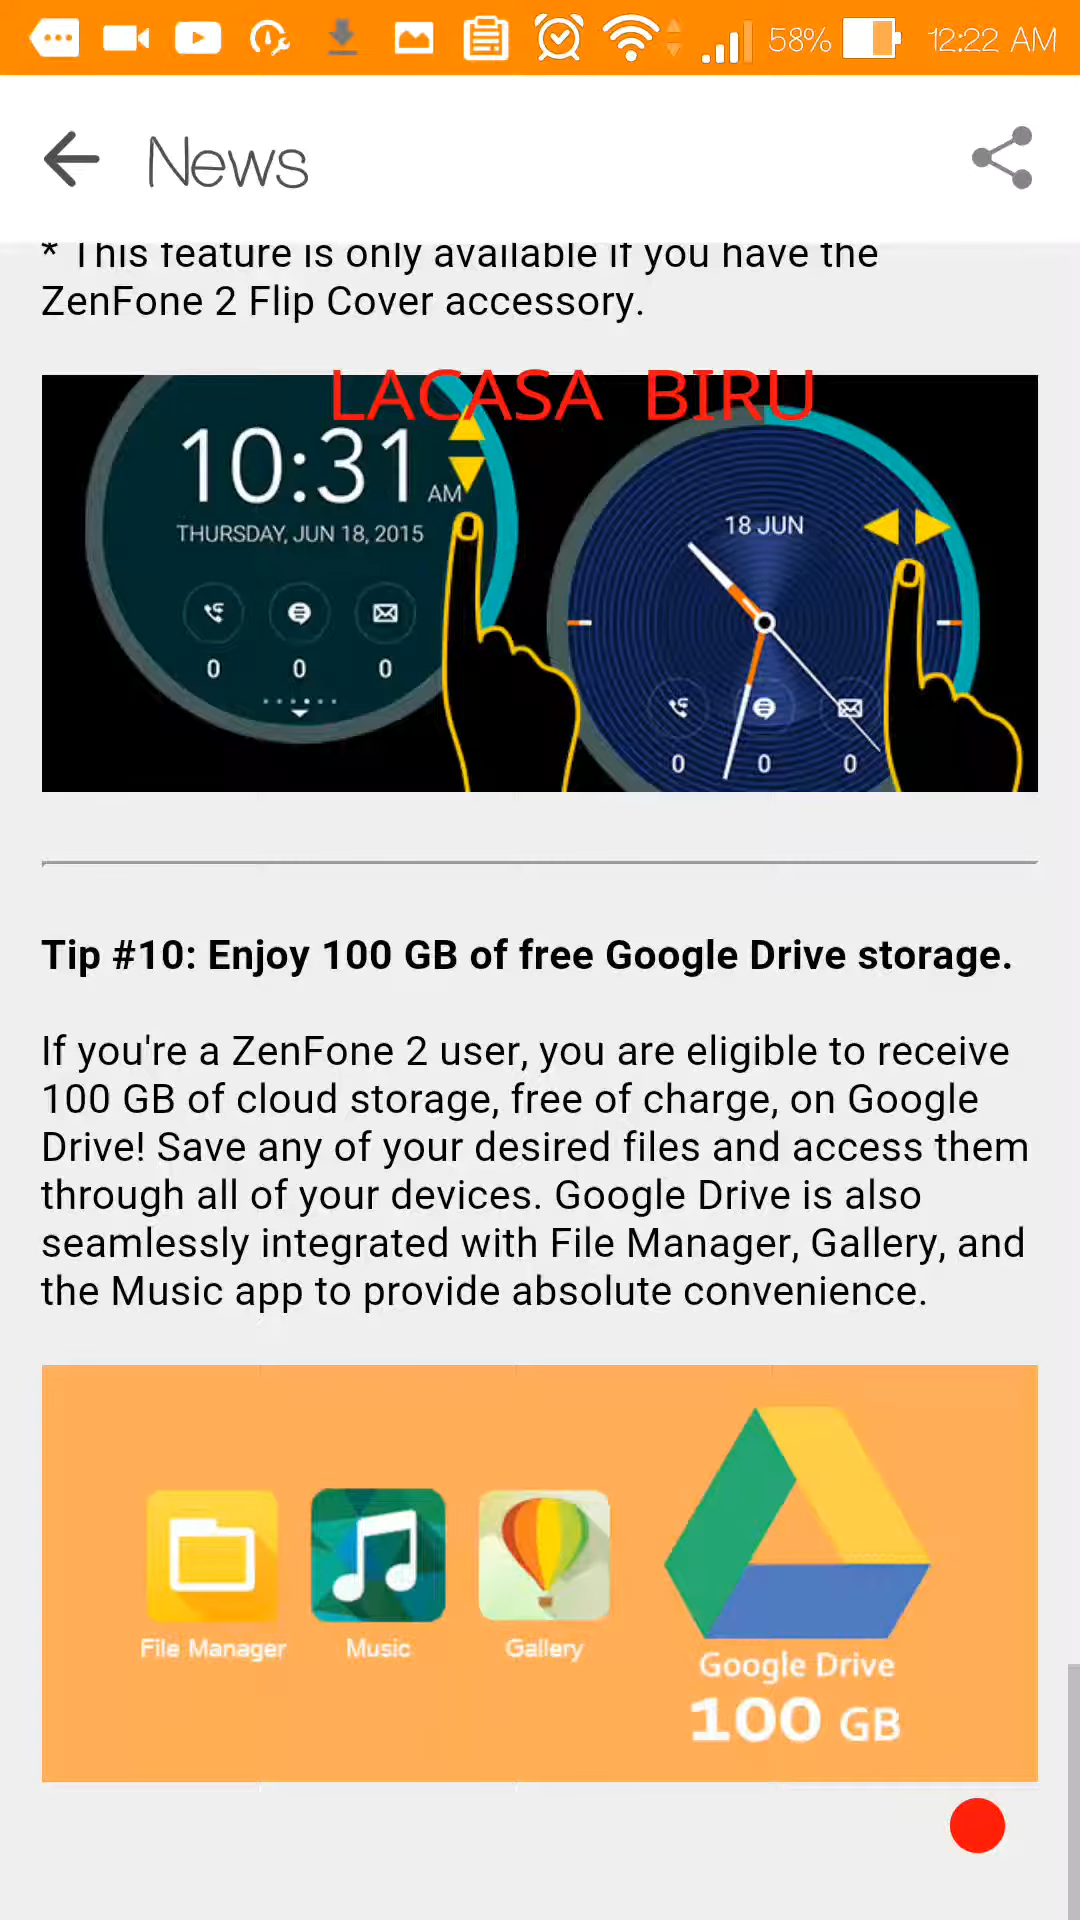 58% 12:22 AM
News
* This feature is only available if you have the
ZenFone 2 Flip Cover accessory.
LACASA BIRU
10:31 AM
THURSDAY, JUN 18, 2015
0 0 0
18 JUN
0 0 0
Tip #10: Enjoy 100 GB of free Google Drive storage.
If you're a ZenFone 2 user, you are eligible to receive
100 GB of cloud storage, free of charge, on Google
Drive! Save any of your desired files and access them
through all of your devices. Google Drive is also
seamlessly integrated with File Manager, Gallery, and
the Music app to provide absolute convenience.
File Manager Music Gallery
Google Drive
100 GB